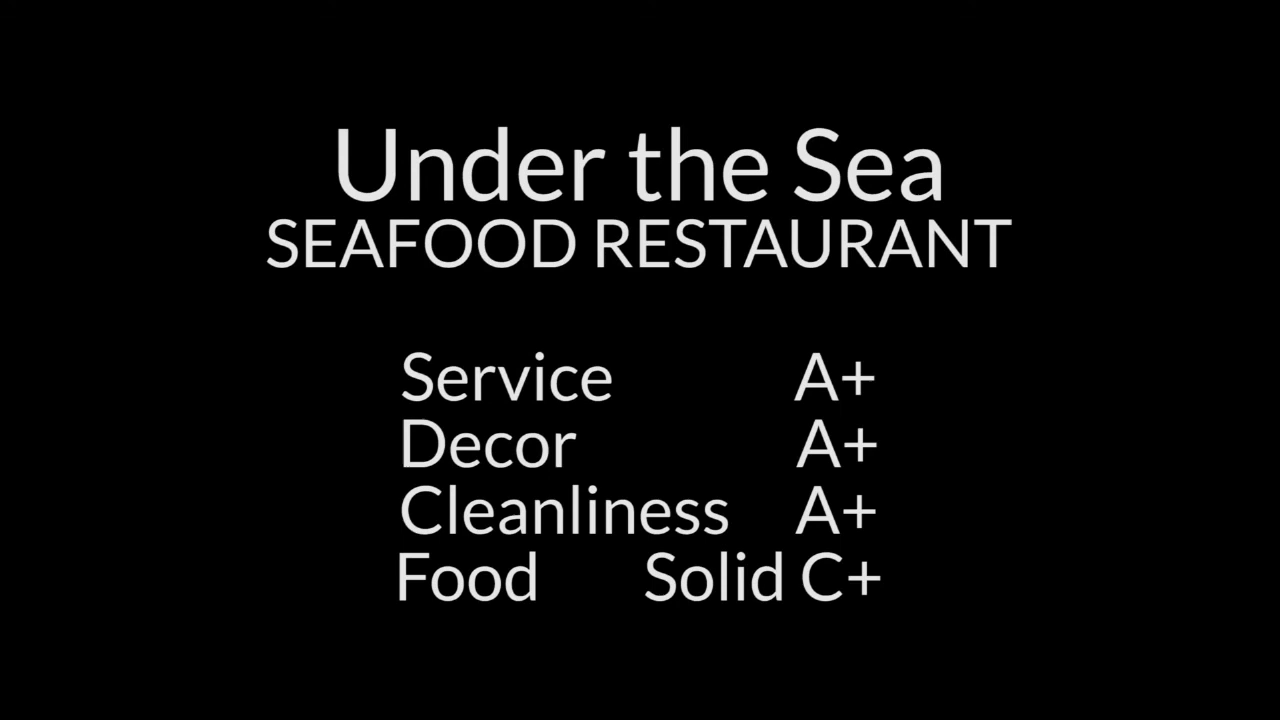 Under the Sea
SEAFOOD RESTAURANT
Service A+
Decor A+
Cleanliness A+
Food Solid C+